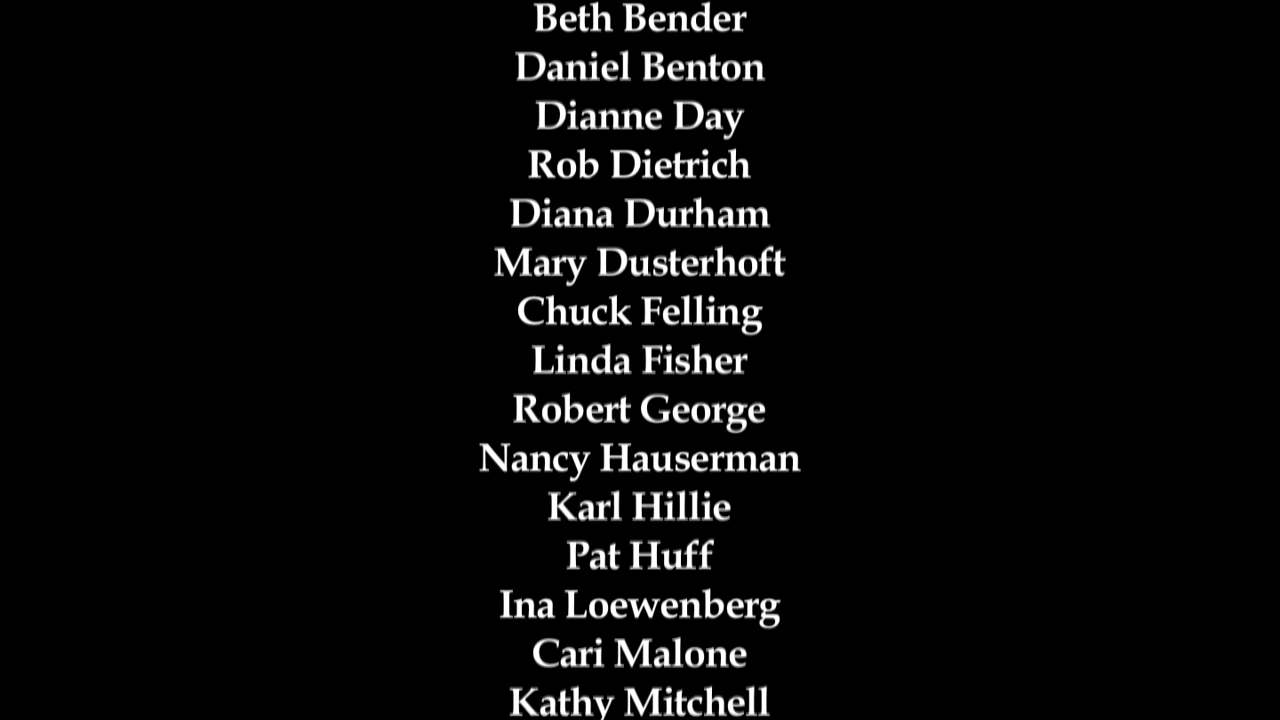 Beth Bender
Daniel Benton
Dianne Day
Rob Dietrich
Diana Durham
Mary Dusterhoft
Chuck Felling
Linda Fisher
Robert George
Nancy Hauserman
Karl Hillie
Pat Huff
Ina Loewenberg
Cari Malone
Kathy Mitchell